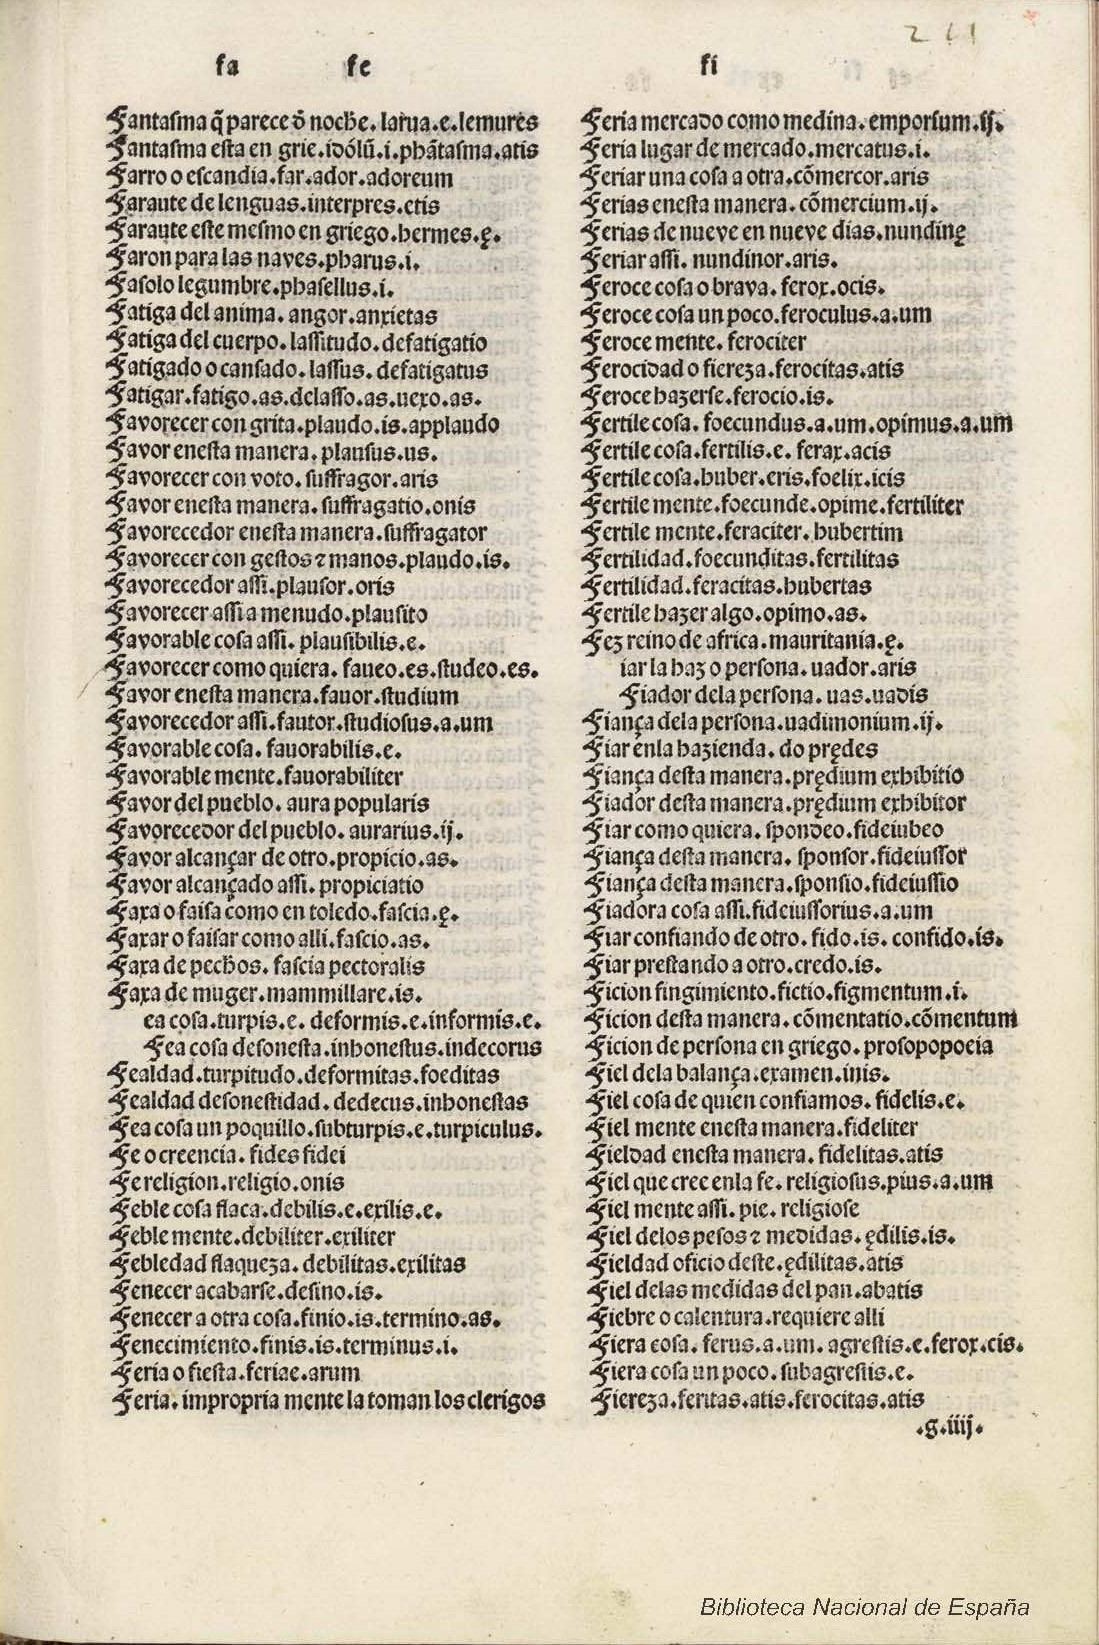 261
fa fe fi
Fantasma q̃ parece ð noche. larua.e.lemures
Fantasma esta en grie.idólũ.i.phãtasma.atis
Farro o escandia.far.ador.adoreum
Faraute de lenguas.interpres.etis
Faraute este mesmo en griego.hermes.ę.
Faron para las naves.pharus.i.
Fasolo legumbre.phasellus.i.
Fatiga del anima. angor.anxietas
Fatiga del cuerpo. lassitudo. defatigatio
Fatigado o cansado. lassus. defatigatus
Fatigar.fatigo.as.delasso.as.uexo.as.
Favorecer con grita.plaudo.is.applaudo
Favor enesta manera. plausus.us.
Favorecer con voto. suffragor.aris
Favor enesta manera. suffragatio.onis
Favorecedor enesta manera.suffragator
Favorecer con gestos ⁊ manos.plaudo.is.
Favorecedor assi.plausor.oris
Favorecer assi a menudo.plausito
Favorable cosa assi. plausibilis.e.
Favorecer como quiera. faueo.es.studeo.es.
Favor enesta manera.fauor.studium
Favorecedor assi.fautor.studiosus.a.um
Favorable cosa. fauorabilis.e.
Favorable mente.fauorabiliter
Favor del pueblo. aura popularis
Favorecedor del pueblo. aurarius.ij.
Favor alcançar de otro.propicio.as.
Favor alcançado assi.propiciatio
Faxa o faisa como en toledo.fascia.ę.
Faxar o faisar como alli.fascio.as.
Faxa de pechos. fascia pectoralis
Faxa de muger.mammillare.is.
ea cosa.turpis.e. deformis.e.informis.e.
Fea cosa desonesta.inhonestus.indecorus
Fealdad.turpitudo.deformitas.foeditas
Fealdad desonestidad. dedecus.inhonestas
Fea cosa un poquillo.subturpis.e.turpiculus.
Fe o creencia. fides fidei
Fe religion.religio.onis
Feble cosa flaca.debilis.e.exilis.e.
Feble mente.debiliter.exiliter
Febledad flaqueza. debilitas.exilitas
Fenecer acabarse.desino.is.
Fenecer a otra cosa.finio.is.termino.as.
Fenecimiento.finis.is.terminus.i.
Feria o fiesta.feriae.arum
Feria. impropria mente la toman los clerigos
Feria mercado como medina. emporium.ij.
Feria lugar de mercado.mercatus.i.
Feriar una cosa a otra.cõmercor.aris
Ferias enesta manera. cõmercium.ij.
Ferias de nueve en nueve dias.nundinę
Feriar assi. nundinor.aris.
Feroce cosa o brava. ferox.ocis.
Feroce cosa un poco.feroculus.a.um
Feroce mente. ferociter
Ferocidad o fiereza.ferocitas.atis
Feroce hazerse.ferocio.is.
Fertile cosa. foecundus.a.um.opimus.a.um
Fertile cosa.fertilis.e. ferax.acis
Fertile cosa.huber.eris.foelix.icis
Fertile mente.foecunde.opime.fertiliter
Fertile mente.feraciter.hubertim
Fertilidad.foecunditas.fertilitas
Fertilidad.feracitas.hubertas
Fertile hazer algo.opimo.as.
Fez reino de africa.mauritania.ę.
iar la haz o persona. uador.aris
Fiador dela persona. uas.uadis
Fiança dela persona.uadimonium.ij.
Fiar enla hazienda. do prędes
Fiança desta manera.prędium exhibitio
Fiador desta manera.prędium exhibitor
Fiar como quiera. spondeo.fideiubeo
Fiança desta manera. sponsor.fideiussor
Fiança desta manera.sponsio.fideiussio
Fiadora cosa assi.fideiussorius.a.um
Fiar confiando de otro.fido.is. confido.is.
Fiar prestando a otro.credo.is.
Ficion fingimiento.fictio.figmentum.i.
Ficion desta manera. cõmentatio.cõmentum
Ficion de persona en griego. prosopopoeia
Fiel dela balança.examen.inis.
Fiel cosa de quien confiamos. fidelis.e.
Fiel mente enesta manera.fideliter
Fieldad enesta manera. fidelitas.atis
Fiel que cree enla fe. religiosus.pius.a.um
Fiel mente assi. pie. religiose
Fiel delos pesos ⁊ medidas. ędilis.is.
Fieldad oficio deste.ędilitas.atis
Fiel delas medidas del pan.abatis
Fiebre o calentura.requiere alli
Fiera cosa. ferus.a.um. agrestis.e.ferox.cis.
Fiera cosa un poco. subagrestis.e.
Fiereza.feritas.atis.ferocitas.atis
.g.iiij.
Biblioteca Nacional de España